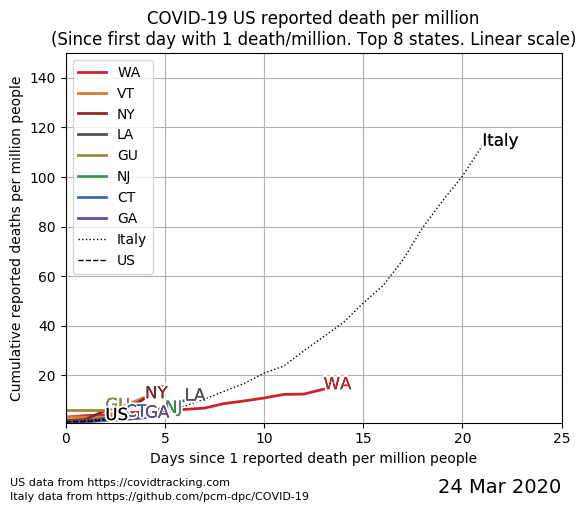 COVID-19 US reported death per million
(Since first day with 1 death/million. Top 8 states. Linear scale)
Cumulative reported deaths per million people
140
120
100
80
60
40
20
WA
VT
NY
LA
GU
NJ
CT
GA
Italy
US
Italy
WA
NY
LA
GU
NJ
CT
GA
US
0
5
10
15
20
25
Days since 1 reported death per million people
US data from https://covidtracking.com
Italy data from https://github.com/pcm-dpc/COVID-19
24 Mar 2020